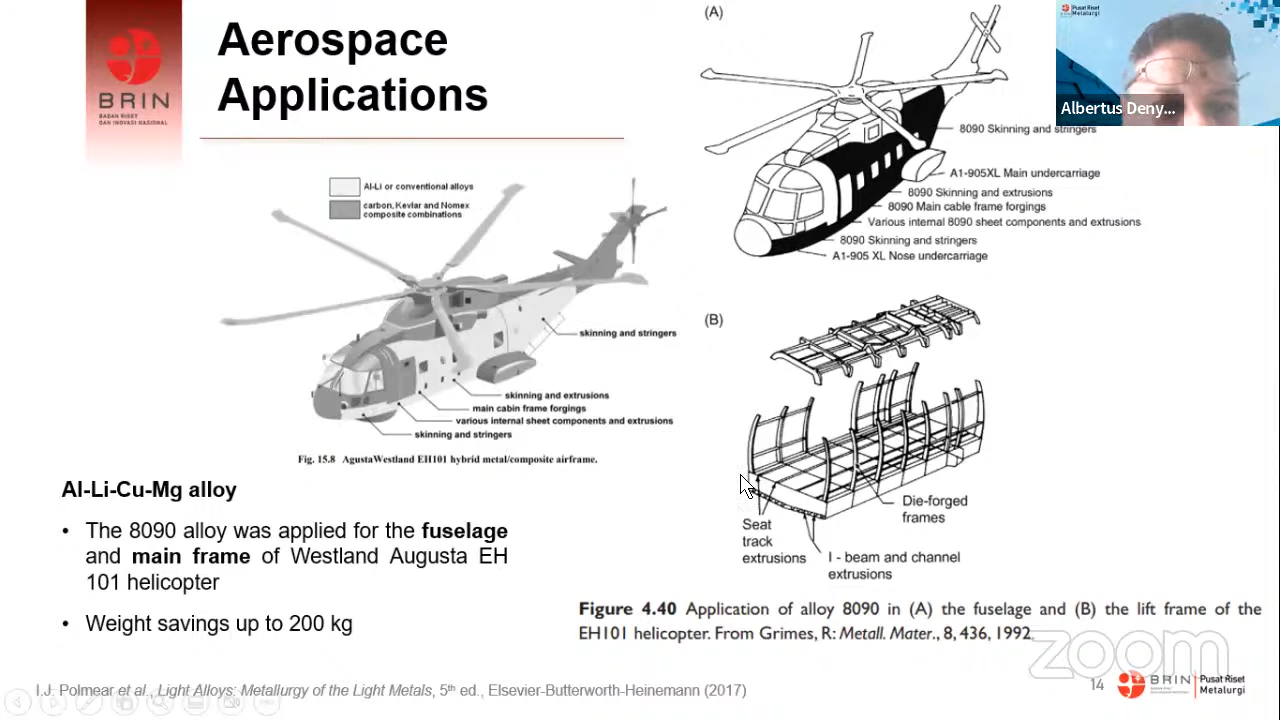 BRIN
BADAN RISET
DAN INOVASI NASIONAL
Aerospace
Applications
Al-Li or conventional alloys
carbon, Kevlar and Nomex
composite combinations
skinning and stringers
skinning and extrusions
main cabin frame forgings
various internal sheet components and extrusions
skinning and stringers
Fig. 15.8 AgustaWestland EH101 hybrid metal/composite airframe.
Al-Li-Cu-Mg alloy
• The 8090 alloy was applied for the fuselage
and main frame of Westland Augusta EH
101 helicopter
• Weight savings up to 200 kg
(A)
8090 Skinning and stringers
A1-905XL Main undercarriage
8090 Skinning and extrusions
8090 Main cable frame forgings
Various internal 8090 sheet components and extrusions
8090 Skinning and stringers
A1-905 XL Nose undercarriage
(B)
Die-forged
frames
Seat
track
extrusions
I - beam and channel
extrusions
Figure 4.40 Application of alloy 8090 in (A) the fuselage and (B) the lift frame of the
EH101 helicopter. From Grimes, R: Metall. Mater., 8, 436, 1992.
BRIN Pusat Riset
Metalurgi
Albertus Deny...
zoom
I.J. Polmear et al., Light Alloys: Metallurgy of the Light Metals, 5th ed., Elsevier-Butterworth-Heinemann (2017)
14
BRIN Pusat Riset
Metalurgi